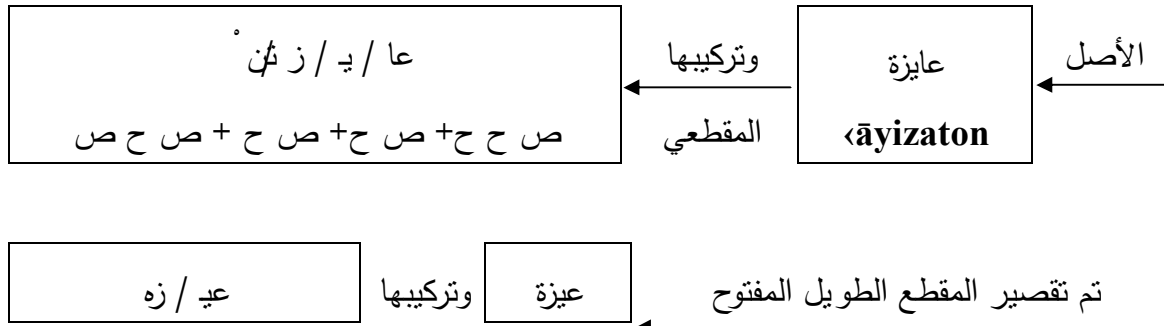 الأصل
عايزة
‹āyizaton
وتركيبها
المقطعي
عا / يـ / ز /
ص ح ح+ ص ح+ ص ح + ص ح ص
تم تقصير المقطع الطويل المفتوح
عيزة
وتركيبها
عيـ / زه